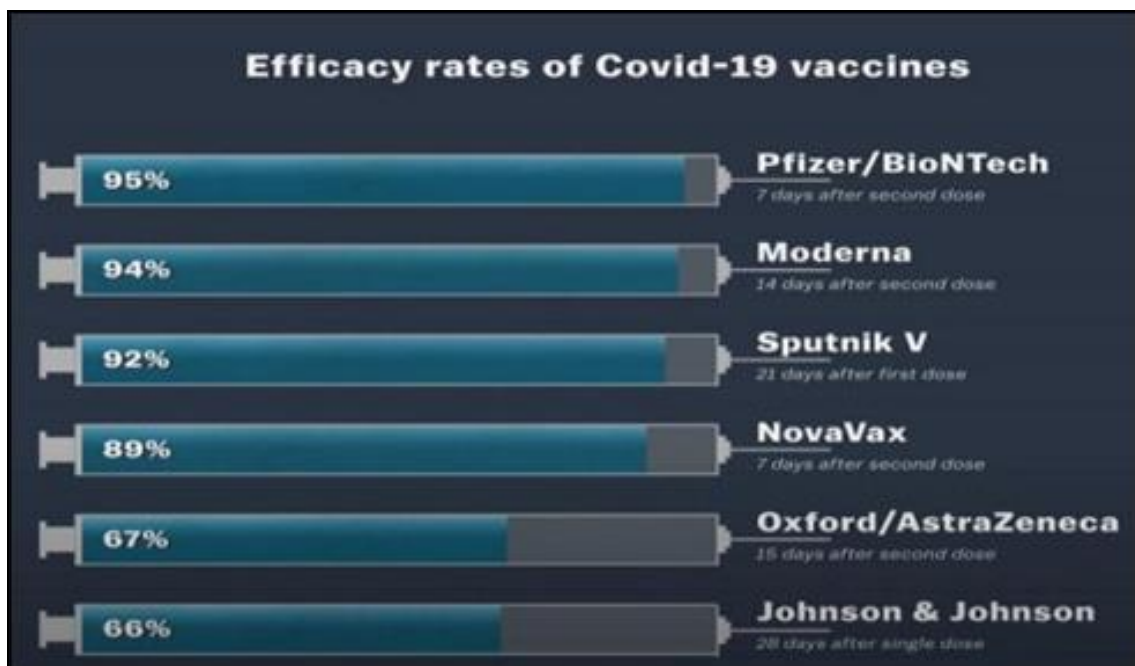 Efficacy rates of Covid-19 vaccines
95%
Pfizer/BioNTech
7 days after second dose
94%
Moderna
14 days after second dose
92%
Sputnik V
21 days after first dose
89%
NovaVax
7 days after second dose
67%
Oxford/AstraZeneca
15 days after second dose
66%
Johnson & Johnson
28 days after single dose